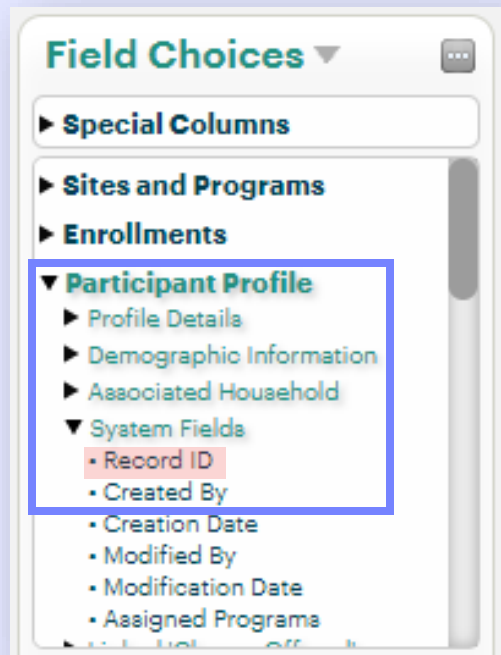 Field Choices
Special Columns
Sites and Programs
Enrollments
Participant Profile
Profile Details
Demographic Information
Associated Household
System Fields
• Record ID
• Created By
• Creation Date
• Modified By
• Modification Date
• Assigned Programs